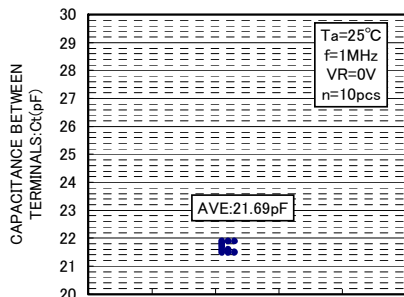 30
29
28
27
26
25
24
23
22
21
20
CAPACITANCE BETWEEN
TERMINALS:Ct(pF)
Ta=25℃
f=1MHz
VR=0V
n=10pcs
AVE:21.69pF